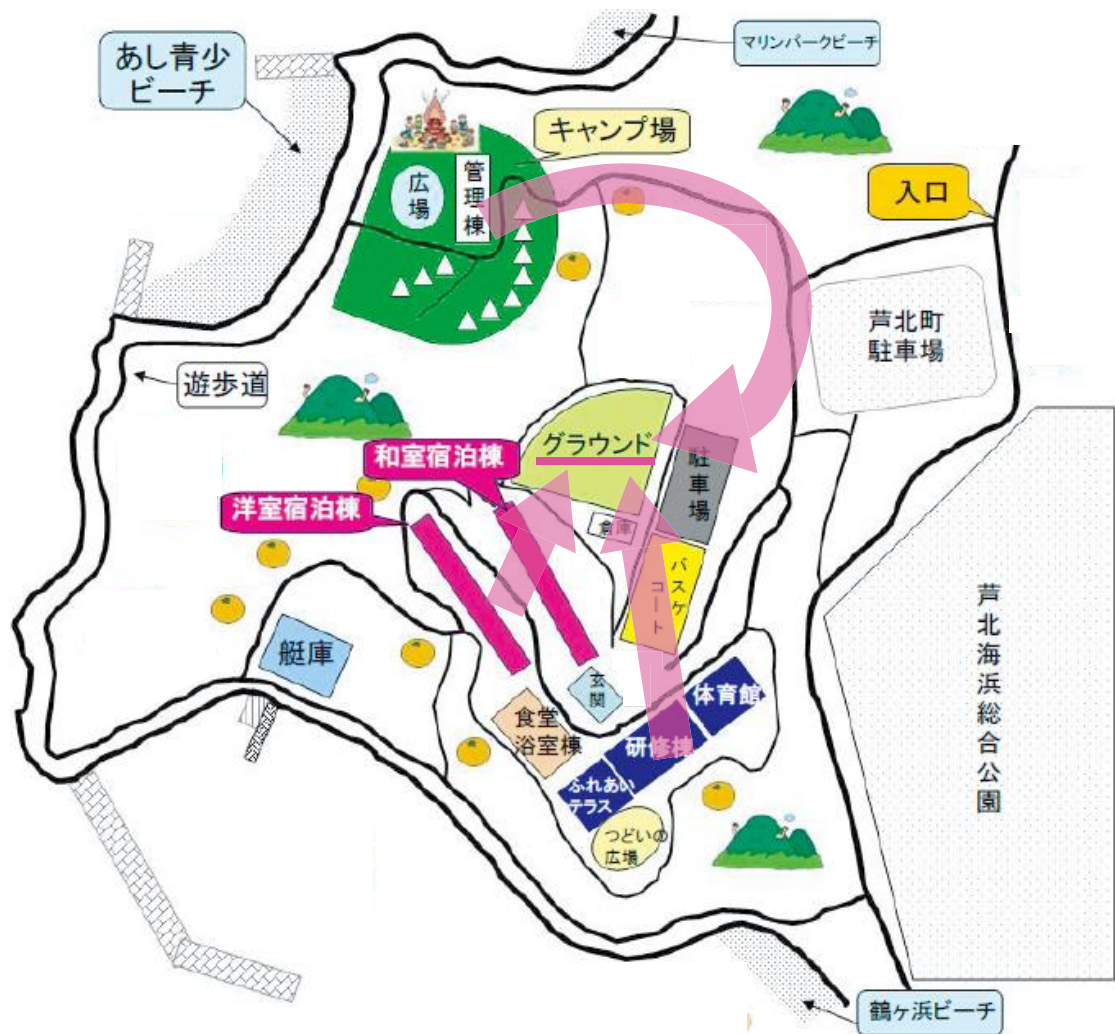 マリンパークビーチ
あし青少
ビーチ
キャンプ場
管理棟
広場
入口
芦北町
駐車場
遊歩道
グラウンド
和室宿泊棟
駐車場
洋室宿泊棟
倉庫
バスケ
コート
芦北海浜総合公園
艇庫
玄関
体育館
食堂
浴室棟
研修棟
ふれあい
テラス
つどいの
広場
鶴ヶ浜ビーチ